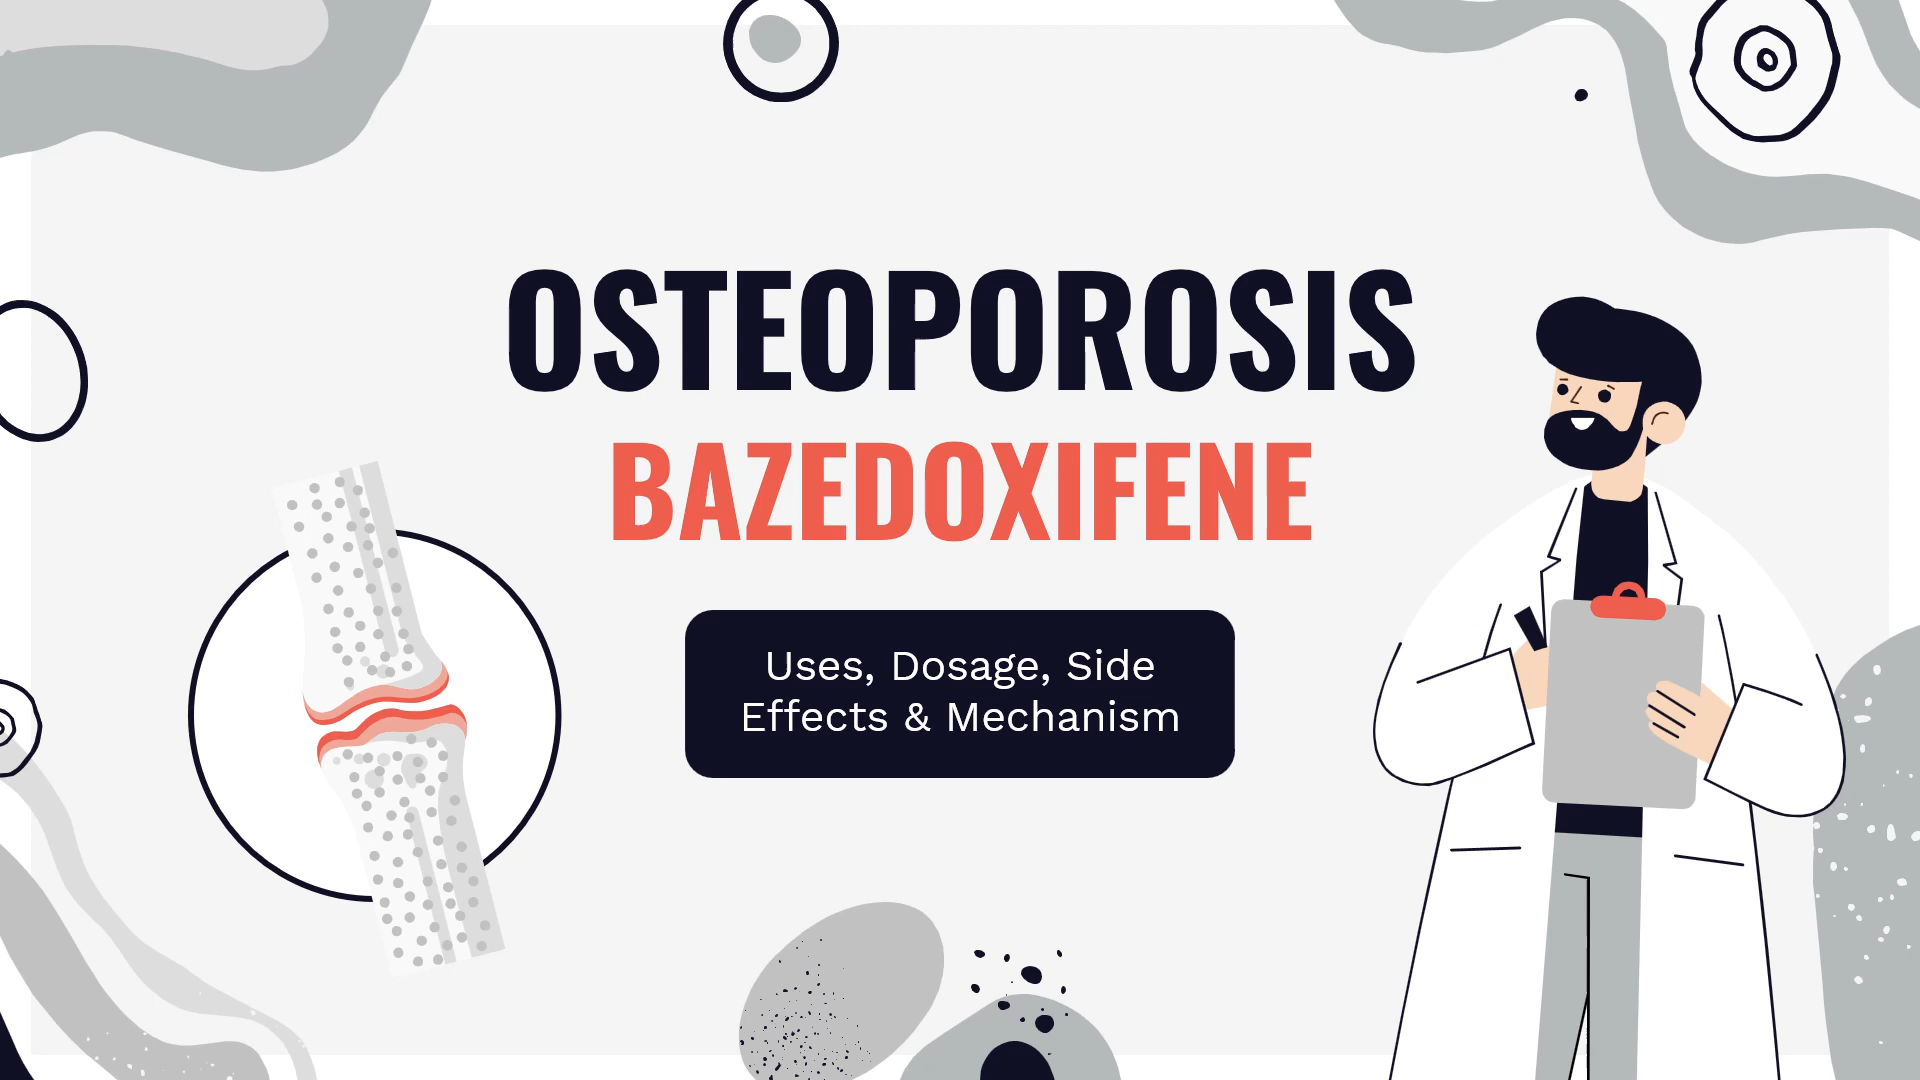 OSTEOPOROSIS
BAZEDOXIFENE
Uses, Dosage, Side
Effects & Mechanism